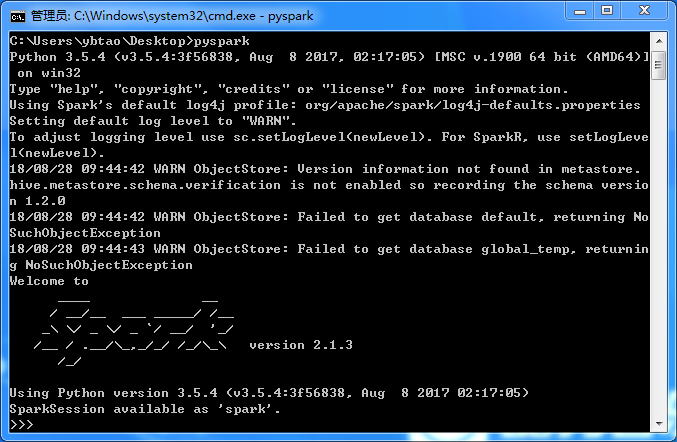 管理员: C:\Windows\system32\cmd.exe - pyspark
C:\Users\ybtao\Desktop>pyspark
Python 3.5.4 (v3.5.4:3f56838, Aug  8 2017, 02:17:05) [MSC v.1900 64 bit (AMD64)]
 on win32
Type "help", "copyright", "credits" or "license" for more information.
Using Spark's default log4j profile: org/apache/spark/log4j-defaults.properties
Setting default log level to "WARN".
To adjust logging level use sc.setLogLevel(newLevel). For SparkR, use setLogLeve
l(newLevel).
18/08/28 09:44:42 WARN ObjectStore: Version information not found in metastore.
hive.metastore.schema.verification is not enabled so recording the schema versio
n 1.2.0
18/08/28 09:44:42 WARN ObjectStore: Failed to get database default, returning No
SuchObjectException
18/08/28 09:44:43 WARN ObjectStore: Failed to get database global_temp, returnin
g NoSuchObjectException
Welcome to
      ____              __
     / __/__  ___ _____/ /__
    _\ \/ _ \/ _ `/ __/  '_/
   /__ / .__/\_,_/_/ /_/\_\   version 2.1.3
      /_/
Using Python version 3.5.4 (v3.5.4:3f56838, Aug  8 2017 02:17:05)
SparkSession available as 'spark'.
>>>